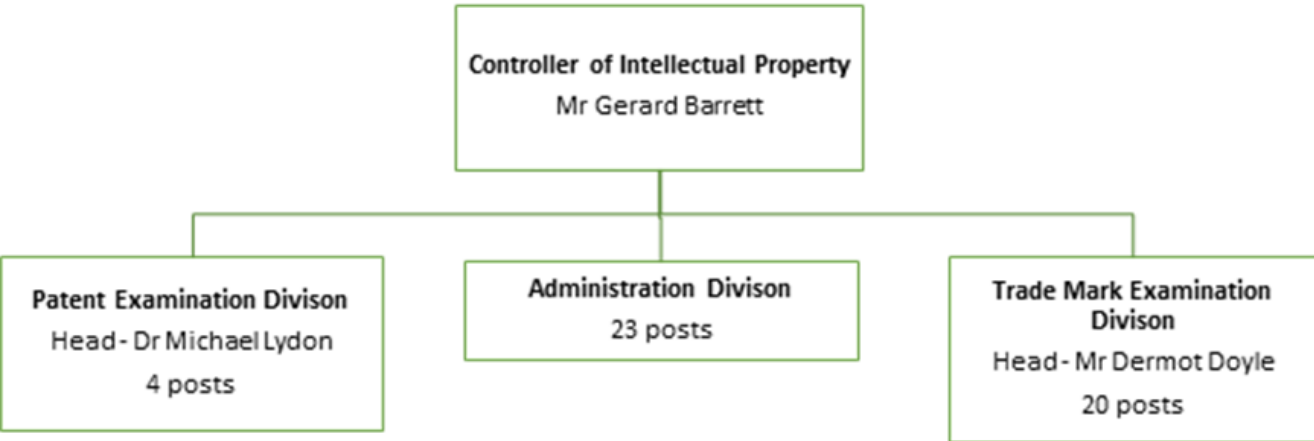 Controller of Intellectual Property
Mr Gerard Barrett
Patent Examination Divison
Head - Dr Michael Lydon
4 posts
Administration Divison
23 posts
Trade Mark Examination
Divison
Head - Mr Dermot Doyle
20 posts